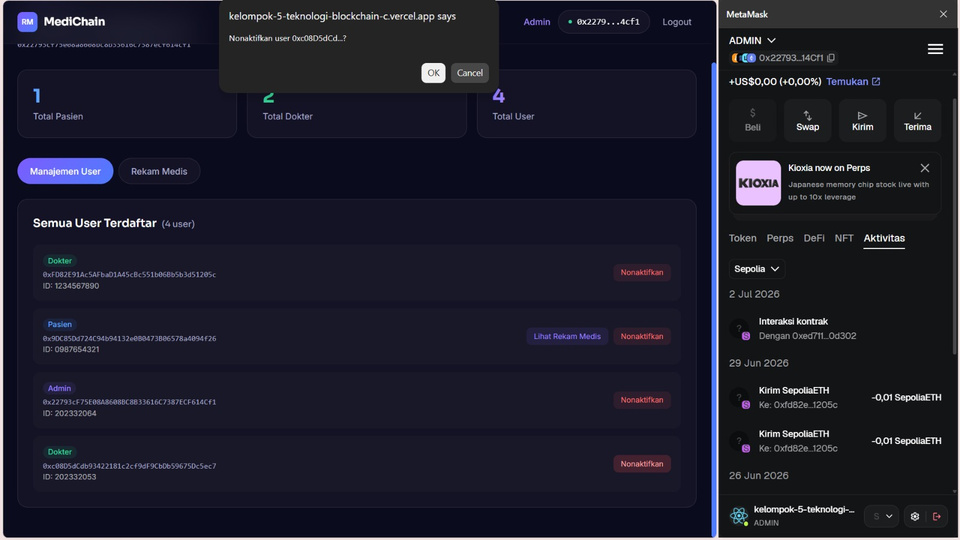 RM MediChain
kelompok-5-teknologi-blockchain-c.vercel.app says
Nonaktifkan user 0xc08D5dCd...?
OK Cancel
Admin 0x2279...4cf1 Logout
1
Total Pasien
2
Total Dokter
4
Total User
Manajemen User Rekam Medis
Semua User Terdaftar (4 user)
Dokter
0xFD82E91Ac5AFbaD1A45cBc551b06Bb5b3d51205c
ID: 1234567890
Nonaktifkan
Pasien
0x9DC85Dd724C94b94132e0B0473B06578a4094f26
ID: 0987654321
Lihat Rekam Medis Nonaktifkan
Admin
0x22793cF75E08A8608BC8B33616C7387ECF614Cf1
ID: 202332064
Nonaktifkan
Dokter
0xc08D5dCdb93422181c2cf9dF9CbDb59675Dc5ec7
ID: 202332053
Nonaktifkan
MetaMask
ADMIN
0x22793...14Cf1
+US$0,00 (+0,00%) Temukan
Beli Swap Kirim Terima
KIOXIA
Kioxia now on Perps
Japanese memory chip stock live with
up to 10x leverage
Token Perps DeFi NFT Aktivitas
Sepolia
2 Jul 2026
Interaksi kontrak
Dengan 0xed711...0d302
29 Jun 2026
Kirim SepoliaETH -0,01 SepoliaETH
Ke: 0xfd82e...1205c
Kirim SepoliaETH -0,01 SepoliaETH
Ke: 0xfd82e...1205c
26 Jun 2026
kelompok-5-teknologi-...
ADMIN
S